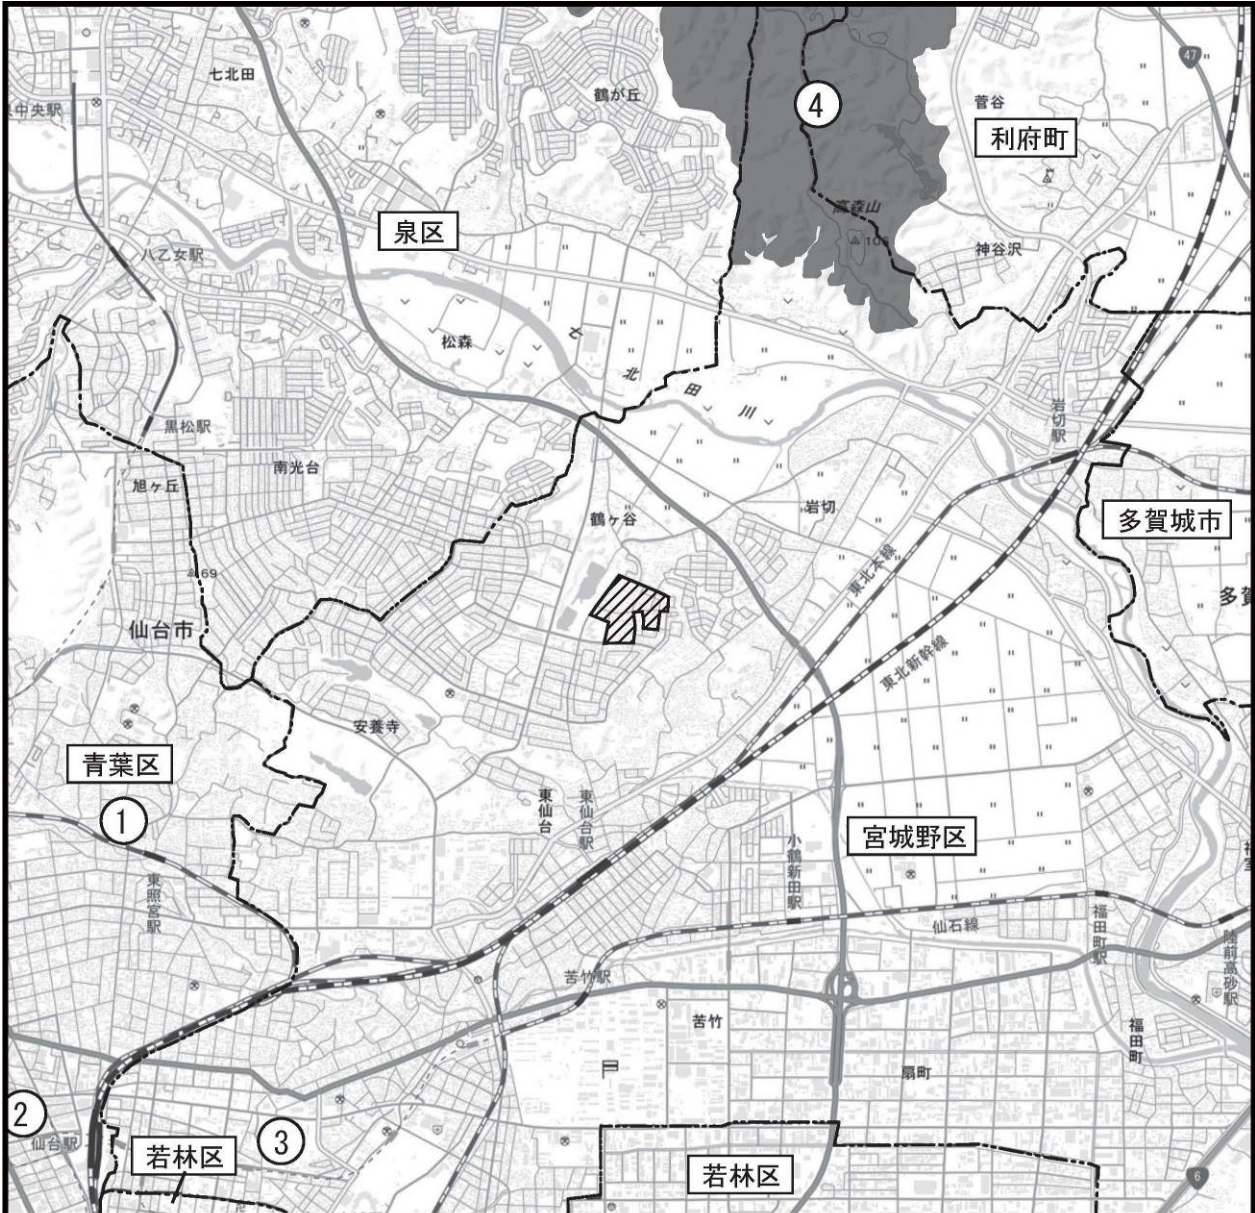 七北田
鶴が丘
47
④
菅谷
利府町
中央駅
泉区
高森山
106
神谷沢
八乙女駅
松森
七北田川
黒松駅
岩切駅
旭ヶ丘
南光台
鶴ヶ谷
岩切
多賀城市
69
東北本線
多賀
仙台市
東北新幹線
安養寺
青葉区
①
東仙台
東仙台駅
小鶴新田駅
宮城野区
東照宮駅
福田町駅
仙石線
陸前高砂駅
苦竹駅
苦竹
福田町
扇町
②
仙台駅
③
若林区
若林区
6